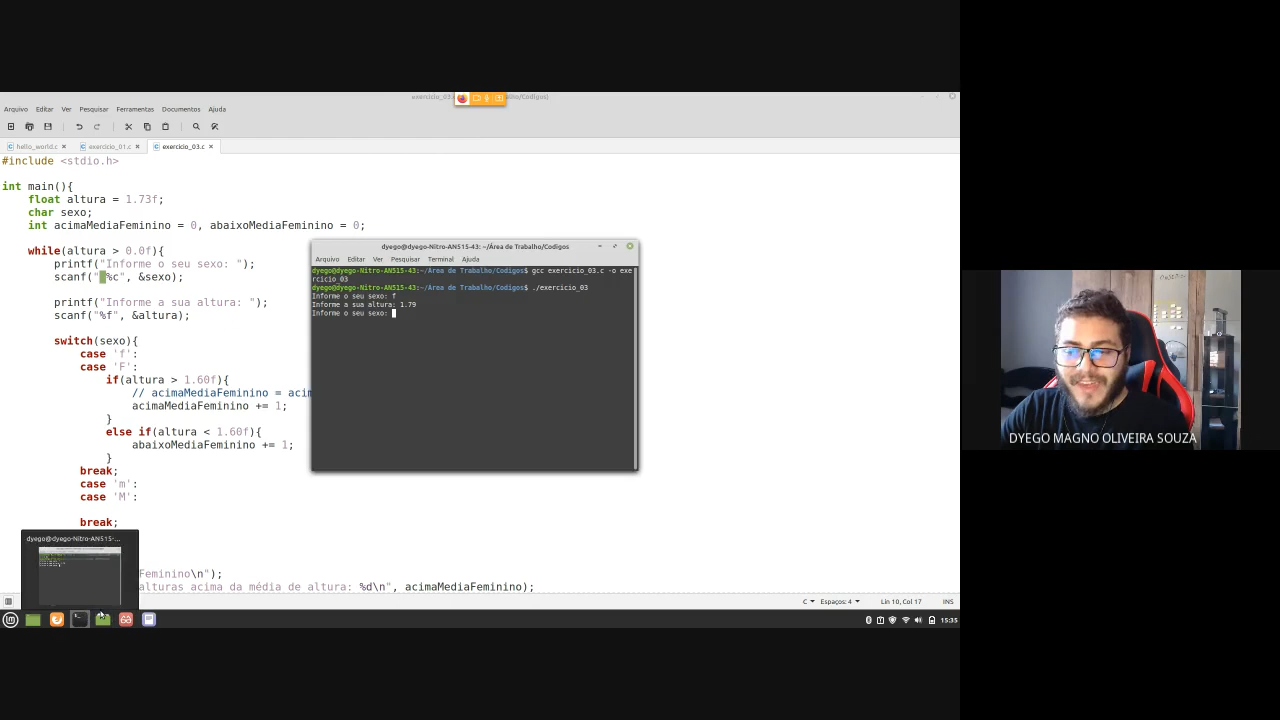 Arquivo Editar Ver Pesquisar Ferramentas Documentos Ajuda
hello_world.c exercicio_01.c exercicio_03.c
#include <stdio.h>
int main(){
float altura = 1.73f;
char sexo;
int acimaMediaFeminino = 0, abaixoMediaFeminino = 0;
while(altura > 0.0f){
printf("Informe o seu sexo: ");
scanf(" %c", &sexo);
printf("Informe a sua altura: ");
scanf("%f", &altura);
switch(sexo){
case 'f':
case 'F':
if(altura > 1.60f){
// acimaMediaFeminino = acim
acimaMediaFeminino += 1;
}
else if(altura < 1.60f){
abaixoMediaFeminino += 1;
}
break;
case 'm':
case 'M':
break;
Feminino\n");
alturas acima da média de altura: %d\n", acimaMediaFeminino);
dyego@dyego-Nitro-AN515-43: ~/Área de Trabalho/Codigos
Arquivo Editar Ver Pesquisar Terminal Ajuda
dyego@dyego-Nitro-AN515-43:~/Área de Trabalho/Codigos$ gcc exercicio_03.c -o exe
rcicio_03
dyego@dyego-Nitro-AN515-43:~/Área de Trabalho/Codigos$ ./exercicio_03
Informe o seu sexo: f
Informe a sua altura: 1.79
Informe o seu sexo:
dyego@dyego-Nitro-AN515-...
C Espaços: 4 Lin 10, Col 17 INS
15:35
DYEGO MAGNO OLIVEIRA SOUZA